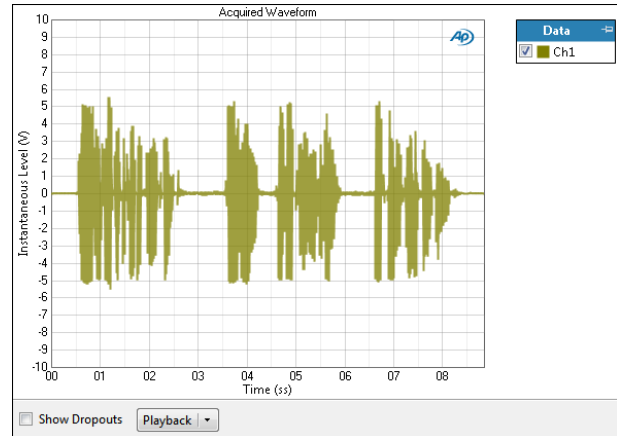 Acquired Waveform
10
9
8
7
6
5
4
3
2
1
0
-1
-2
-3
-4
-5
-6
-7
-8
-9
-10
Instantaneous Level (V)
00 01 02 03 04 05 06 07 08
Time (ss)
AP
Data
Ch1
Show Dropouts Playback